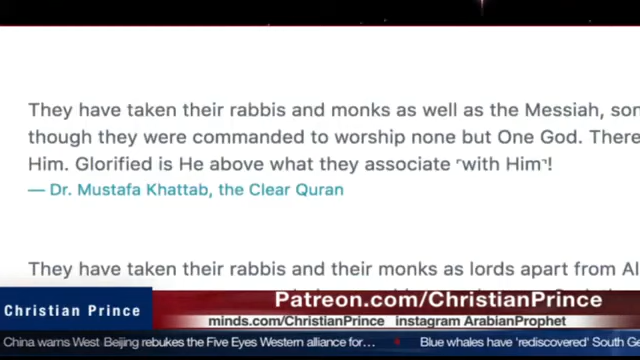 They have taken their rabbis and monks as well as the Messiah, son
though they were commanded to worship none but One God. There
Him. Glorified is He above what they associate ˹with Him˺!
— Dr. Mustafa Khattab, the Clear Quran
They have taken their rabbis and their monks as lords apart from Al
Patreon.com/ChristianPrince
Christian Prince
minds.com/ChristianPrince instagram ArabianProphet
China warns West Beijing rebukes the Five Eyes Western alliance for… Blue whales have ‘rediscovered’ South Ge